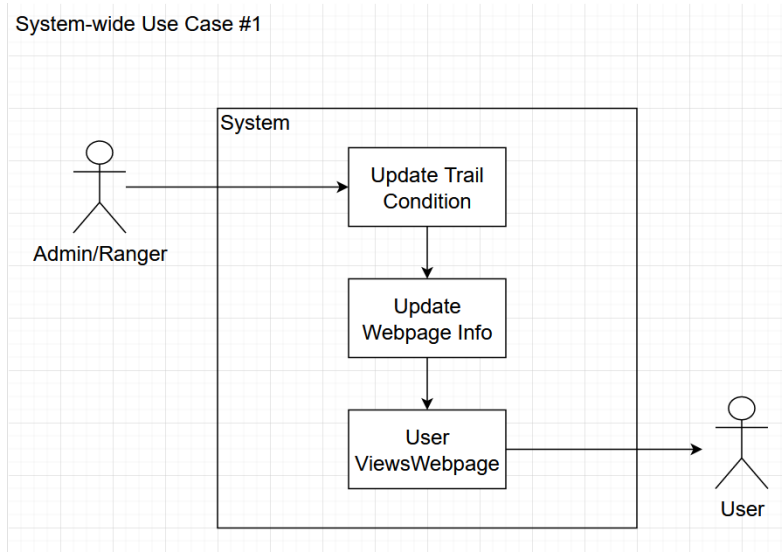 System-wide Use Case #1
System
Update Trail
Condition
Admin/Ranger
Update
Webpage Info
User
ViewsWebpage
User